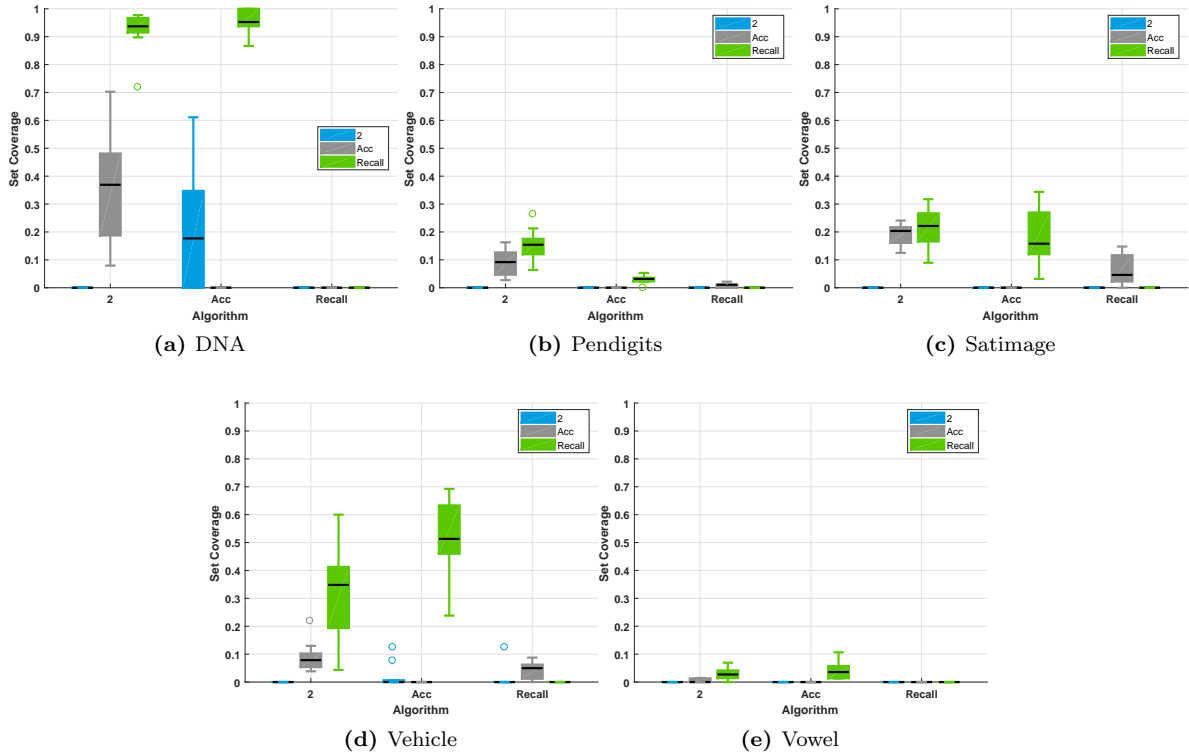 1
0.9
0.8
0.7
0.6
0.5
0.4
0.3
0.2
0.1
0
Set Coverage
2
Acc
Recall
2 Acc Recall
Algorithm
(a) DNA
1
0.9
0.8
0.7
0.6
0.5
0.4
0.3
0.2
0.1
0
Set Coverage
2
Acc
Recall
2 Acc Recall
Algorithm
(b) Pendigits
1
0.9
0.8
0.7
0.6
0.5
0.4
0.3
0.2
0.1
0
Set Coverage
2
Acc
Recall
2 Acc Recall
Algorithm
(c) Satimage
1
0.9
0.8
0.7
0.6
0.5
0.4
0.3
0.2
0.1
0
Set Coverage
2
Acc
Recall
2 Acc Recall
Algorithm
(d) Vehicle
1
0.9
0.8
0.7
0.6
0.5
0.4
0.3
0.2
0.1
0
Set Coverage
2
Acc
Recall
2 Acc Recall
Algorithm
(e) Vowel